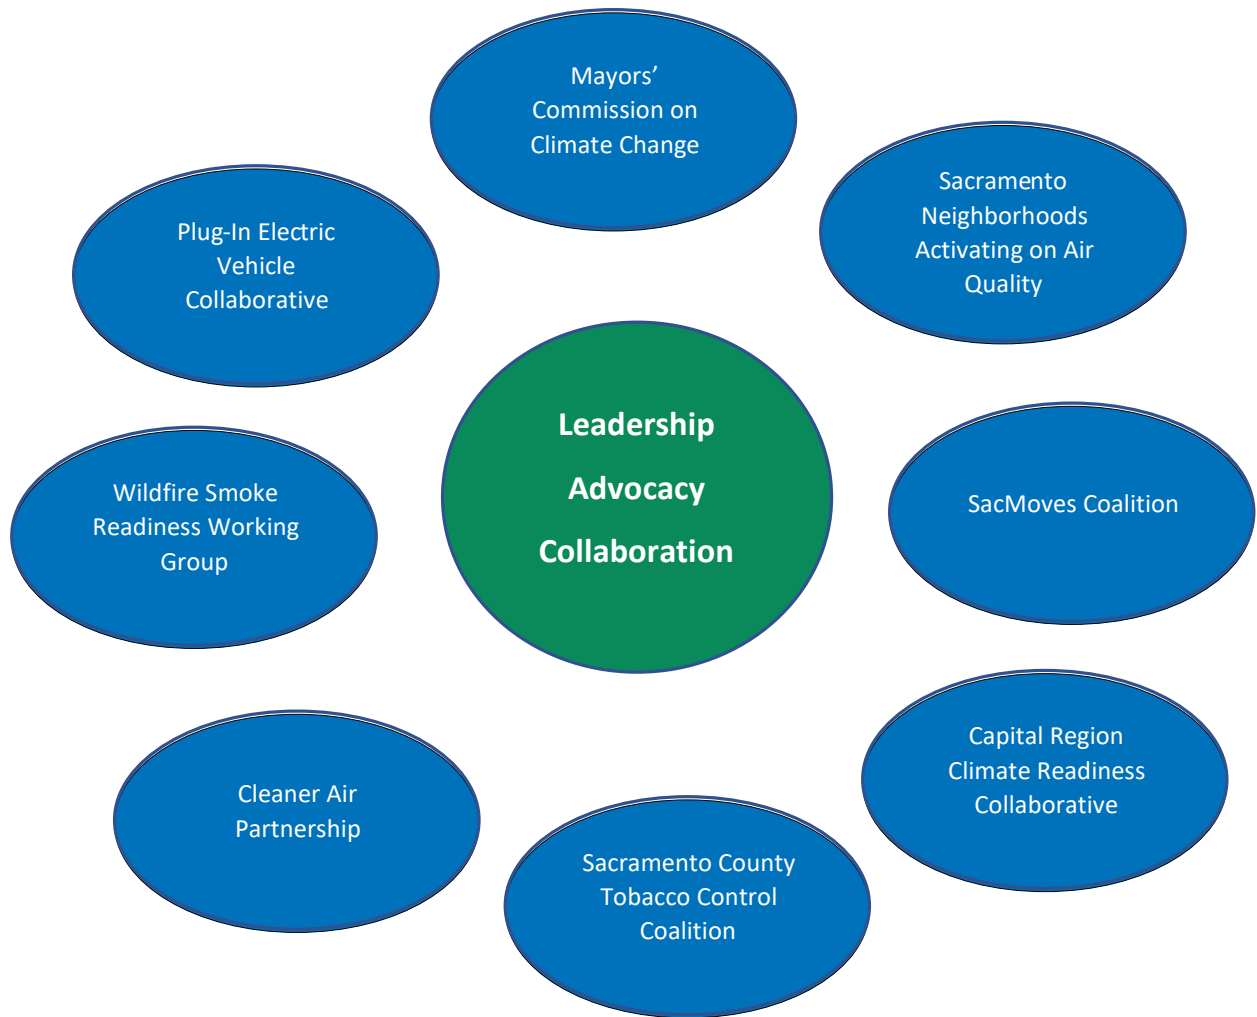 Mayors’
Commission on
Climate Change
Sacramento
Neighborhoods
Activating on Air
Quality
Plug-In Electric
Vehicle
Collaborative
Leadership
Advocacy
Collaboration
Wildfire Smoke
Readiness Working
Group
SacMoves Coalition
Capital Region
Climate Readiness
Collaborative
Cleaner Air
Partnership
Sacramento County
Tobacco Control
Coalition